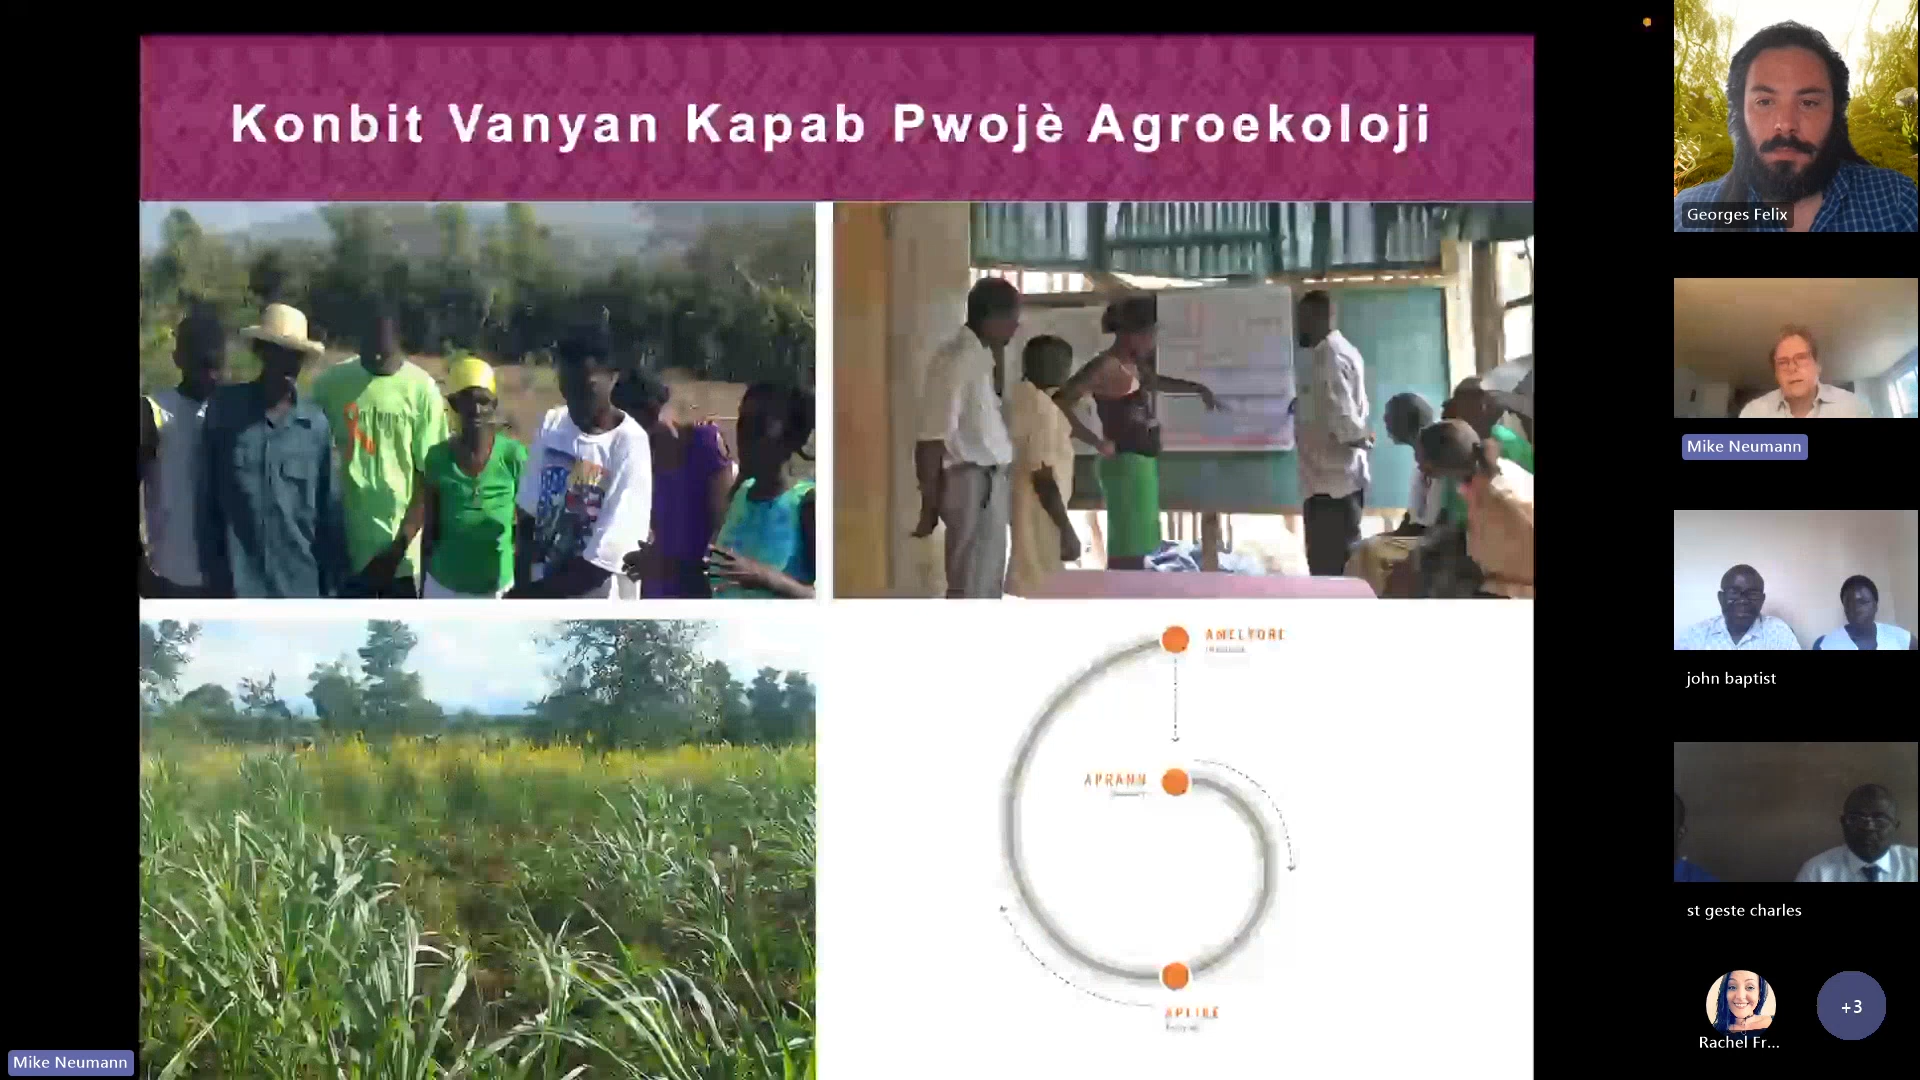 Konbit Vanyan Kapab Pwojè Agroekoloji
AMELYORE
APRANN
APLIKE
Georges Felix
Mike Neumann
john baptist
st geste charles
Rachel Fr...
+3
Mike Neumann